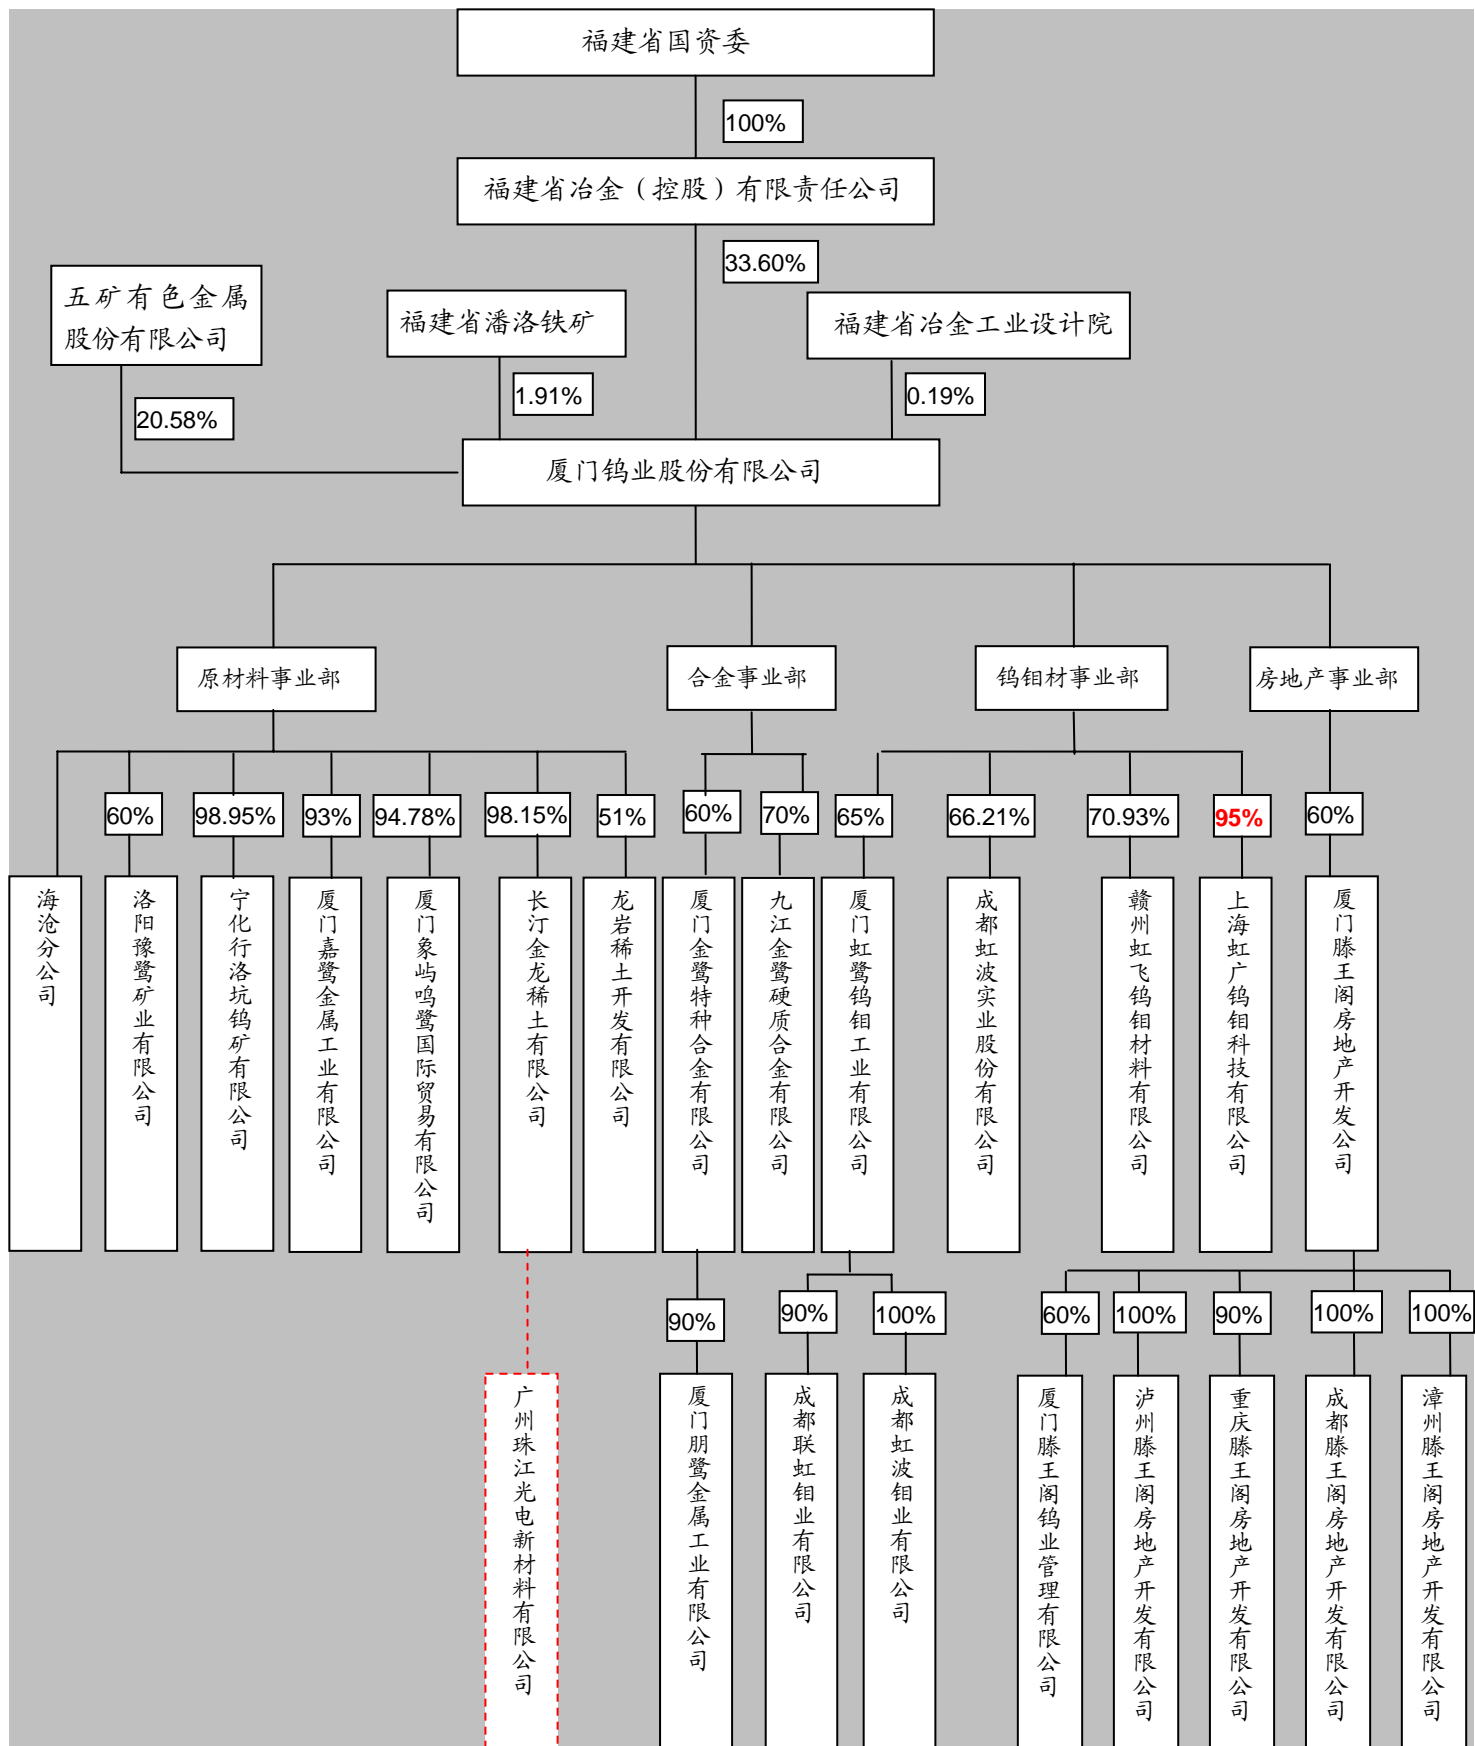 福建省国资委
100%
福建省冶金（控股）有限责任公司
33.60%
五矿有色金属
股份有限公司
福建省潘洛铁矿
福建省冶金工业设计院
20.58%
1.91%
0.19%
厦门钨业股份有限公司
原材料事业部
合金事业部
钨钼材事业部
房地产事业部
60%
98.95%
93%
94.78%
98.15%
51%
60%
70%
65%
66.21%
70.93%
95%
60%
海沧分公司
洛阳豫鹭矿业有限公司
宁化行洛坑钨矿有限公司
厦门嘉鹭金属工业有限公司
厦门象屿鸣鹭国际贸易有限公司
长汀金龙稀土有限公司
龙岩稀土开发有限公司
厦门金鹭特种合金有限公司
九江金鹭硬质合金有限公司
厦门虹鹭钨钼工业有限公司
成都虹波实业股份有限公司
赣州虹飞钨钼材料有限公司
上海虹广钨钼科技有限公司
厦门滕王阁房地产开发公司
90%
90%
100%
60%
100%
90%
100%
100%
广州珠江光电新材料有限公司
厦门朋鹭金属工业有限公司
成都联虹钼业有限公司
成都虹波钼业有限公司
厦门滕王阁钨业管理有限公司
泸州滕王阁房地产开发有限公司
重庆滕王阁房地产开发有限公司
成都滕王阁房地产开发有限公司
漳州滕王阁房地产开发有限公司